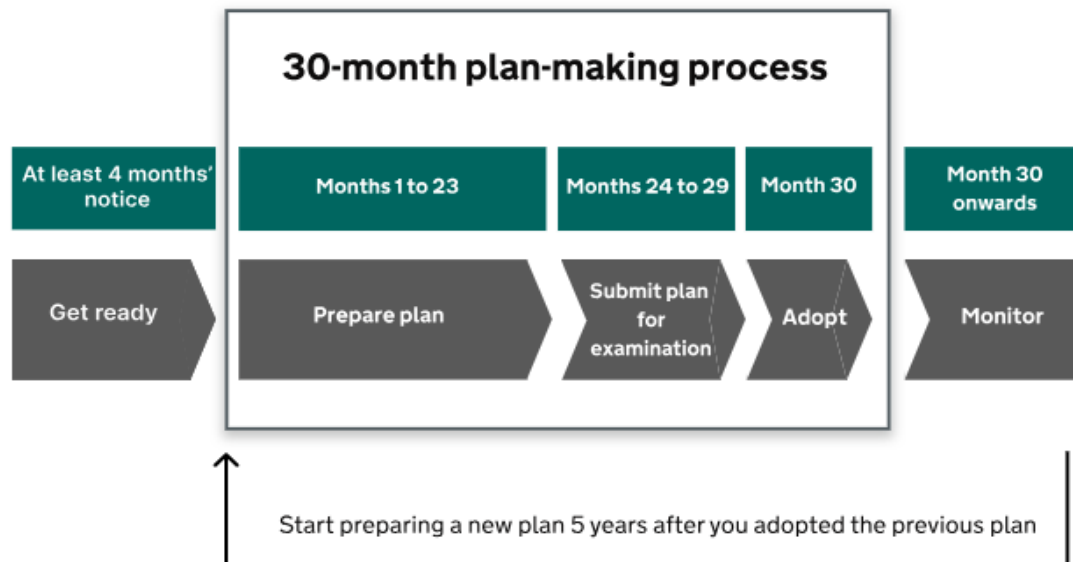 30-month plan-making process
At least 4 months’
notice
Months 1 to 23
Months 24 to 29
Month 30
Month 30
onwards
Get ready
Prepare plan
Submit plan
for
examination
Adopt
Monitor
Start preparing a new plan 5 years after you adopted the previous plan